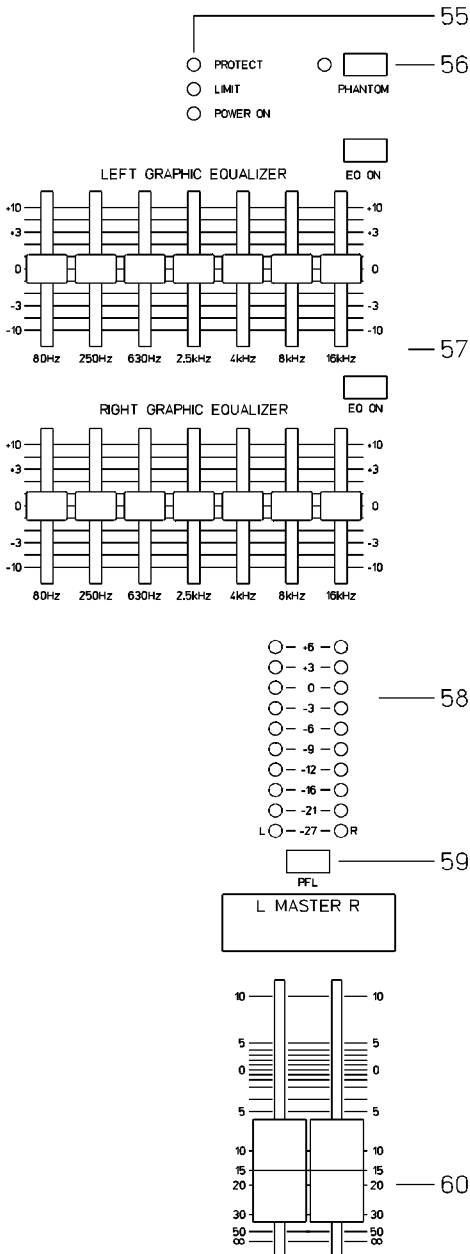 55
PROTECT
56
LIMIT
PHANTOM
POWER ON
LEFT GRAPHIC EQUALIZER
EQ ON
+10 +10
+3 +3
0 0
-3 -3
-10 -10
57
80Hz 250Hz 630Hz 2.5kHz 4kHz 8kHz 16kHz
RIGHT GRAPHIC EQUALIZER
EQ ON
+10 +10
+3 +3
0 0
-3 -3
-10 -10
80Hz 250Hz 630Hz 2.5kHz 4kHz 8kHz 16kHz
+6
+3
0
-3
58
-6
-9
-12
-16
-21
L -27 R
59
PFL
L MASTER R
10 10
5 5
0 0
5 5
10 10
15 15
20 20
60
30 30
50 50
∞ ∞